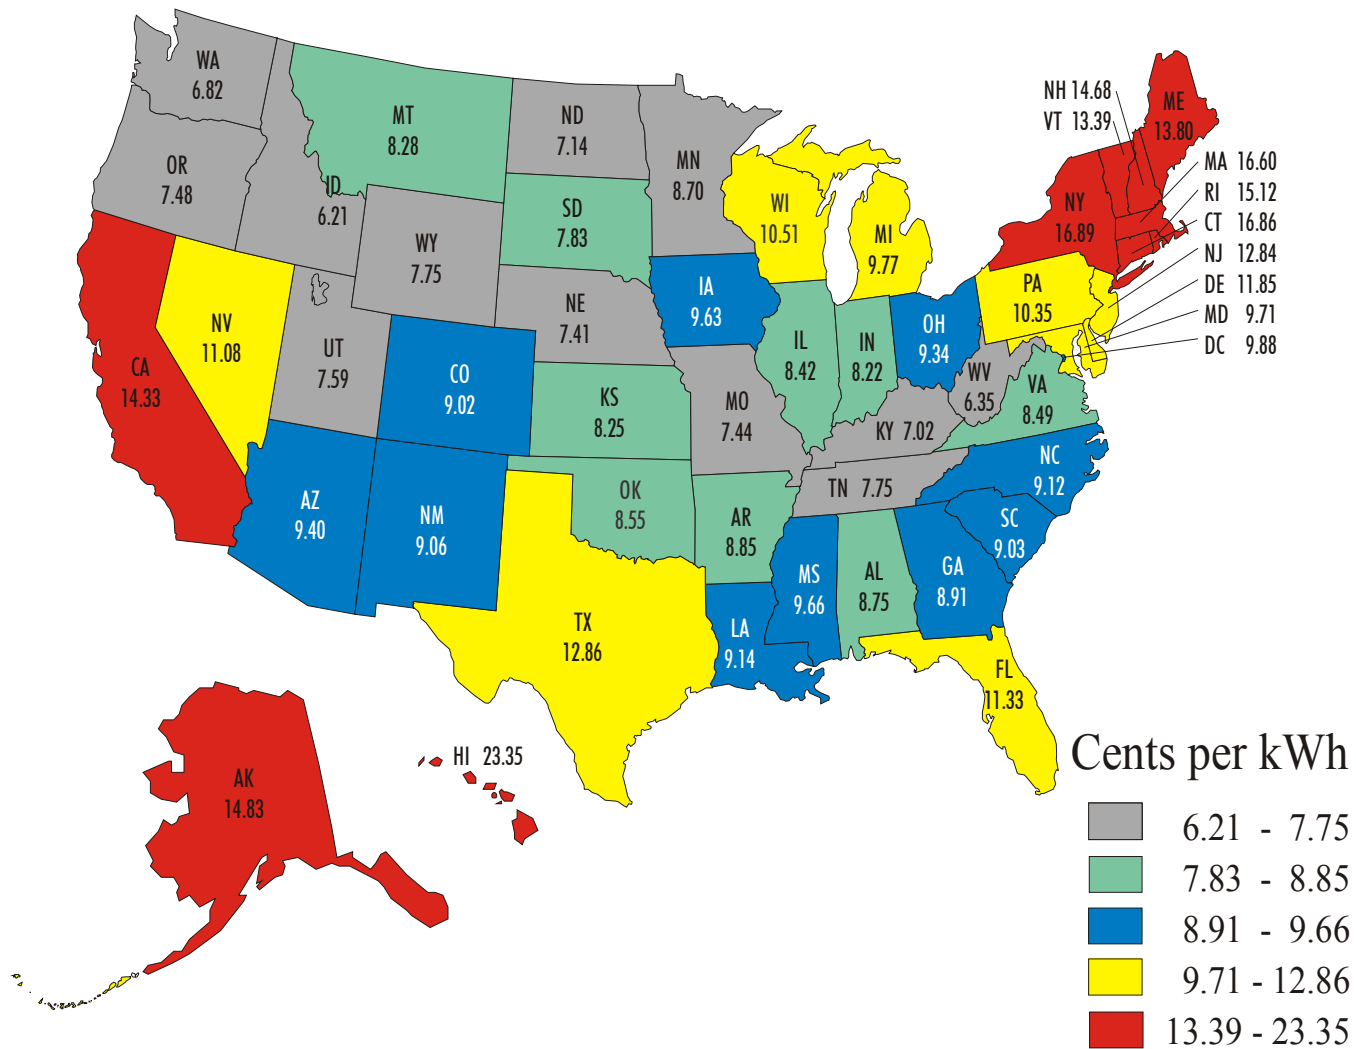 WA
6.82
MT
8.28
ND
7.14
MN
8.70
OR
7.48
ID
6.21
SD
7.83
WI
10.51
MI
9.77
NH 14.68
VT 13.39
ME
13.80
NY
16.89
MA 16.60
RI 15.12
CT 16.86
NJ 12.84
DE 11.85
MD 9.71
DC 9.88
WY
7.75
NE
7.41
IA
9.63
PA
10.35
NV
11.08
UT
7.59
CA
14.33
CO
9.02
KS
8.25
MO
7.44
IL
8.42
IN
8.22
OH
9.34
WV
6.35
VA
8.49
KY 7.02
NC
9.12
TN 7.75
SC
9.03
AZ
9.40
NM
9.06
OK
8.55
AR
8.85
MS
9.66
AL
8.75
GA
8.91
TX
12.86
LA
9.14
FL
11.33
AK
14.83
HI 23.35
Cents per kWh
6.21 - 7.75
7.83 - 8.85
8.91 - 9.66
9.71 - 12.86
13.39 - 23.35